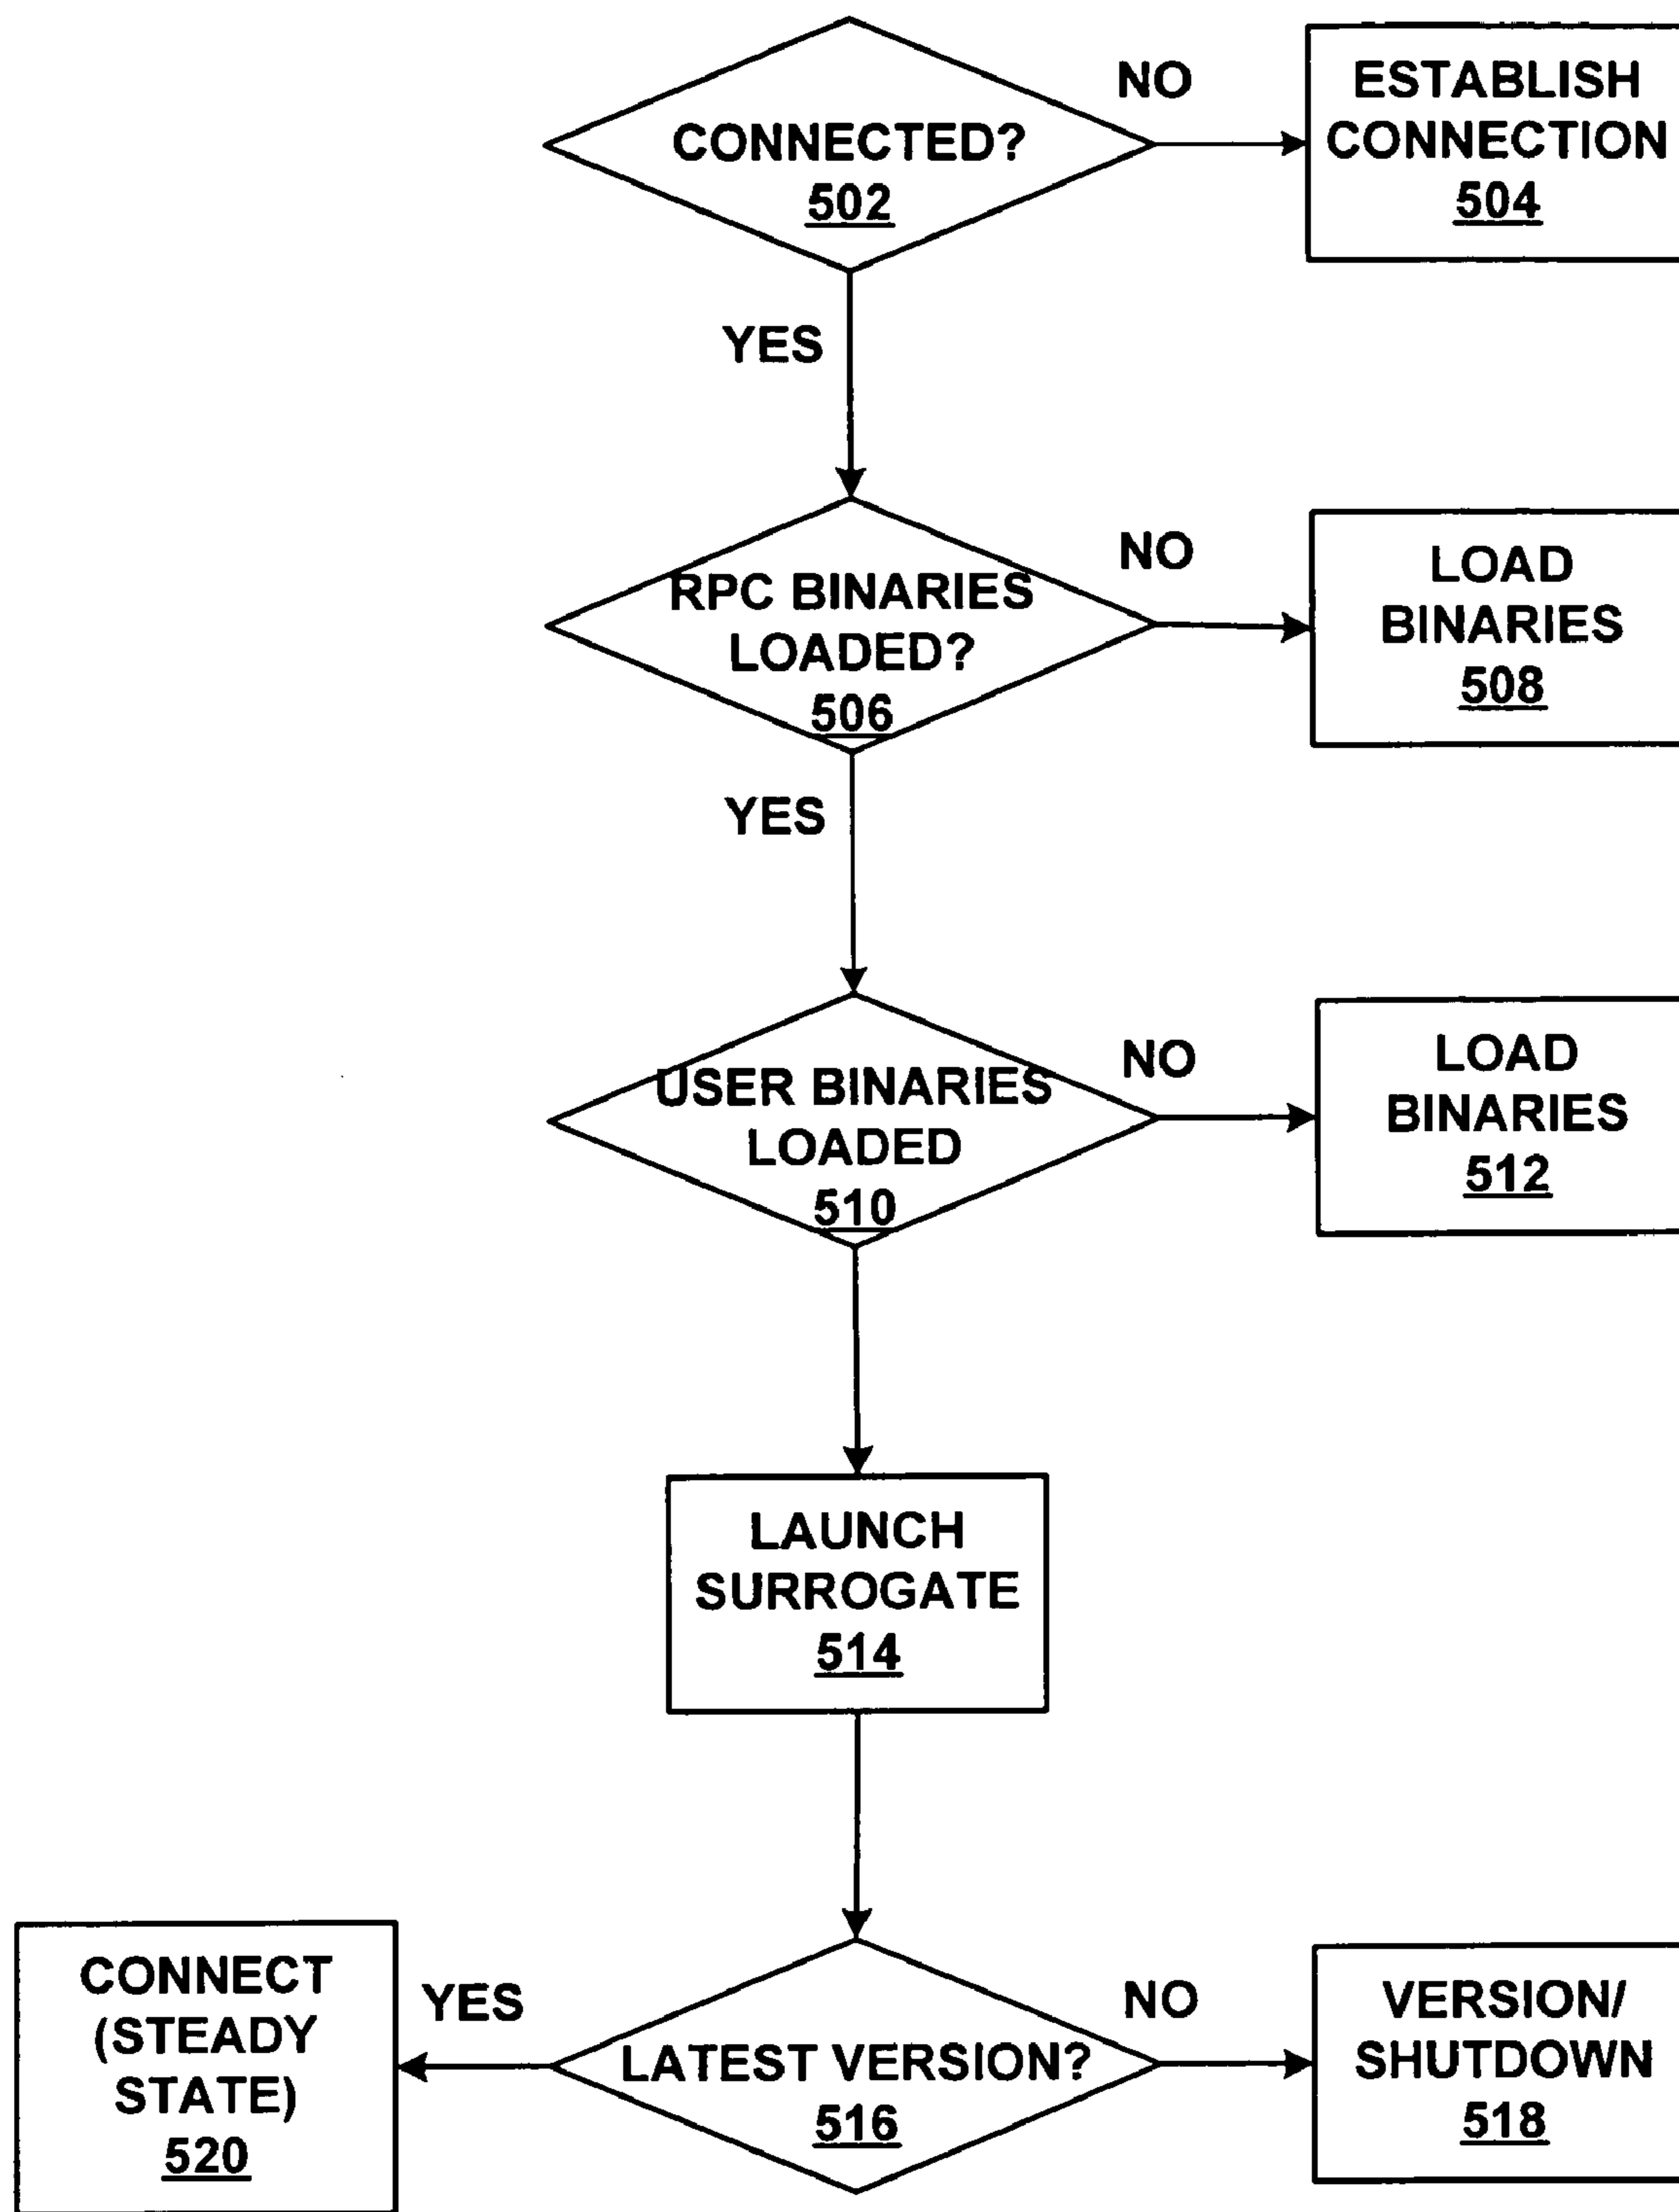 CONNECTED?
502
NO
ESTABLISH
CONNECTION
504
YES
RPC BINARIES
LOADED?
506
NO
LOAD
BINARIES
508
YES
USER BINARIES
LOADED
510
NO
LOAD
BINARIES
512
LAUNCH
SURROGATE
514
LATEST VERSION?
516
YES
CONNECT
(STEADY
STATE)
520
NO
VERSION/
SHUTDOWN
518